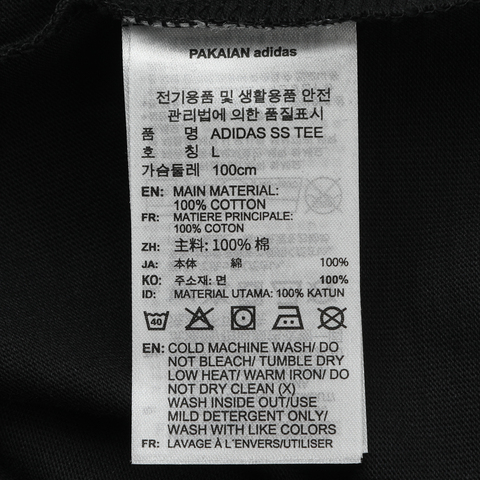 PAKAIAN adidas
전기용품 및 생활용품 안전
관리법에 의한 품질표시
품 명 ADIDAS SS TEE
호 칭 L
가슴둘레 100cm
EN: MAIN MATERIAL:
100% COTTON
FR: MATIERE PRINCIPALE:
100% COTON
ZH: 主料: 100% 棉
JA: 本体 綿 100%
KO: 주소재: 면 100%
ID: MATERIAL UTAMA: 100% KATUN
40
EN: COLD MACHINE WASH/ DO
NOT BLEACH/ TUMBLE DRY
LOW HEAT/ WARM IRON/ DO
NOT DRY CLEAN (X)
WASH INSIDE OUT/USE
MILD DETERGENT ONLY/
WASH WITH LIKE COLORS
FR: LAVAGE À L´ENVERS/UTILISER